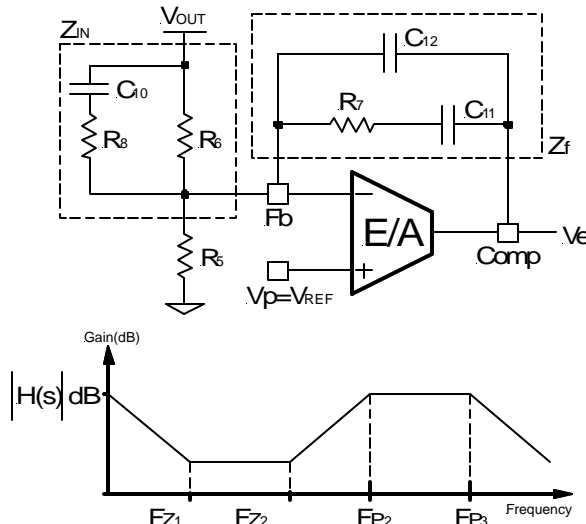 VOUT
ZIN
C10
R8
R6
C12
R7
C11
Zf
Fb
E/A
Ve
Comp
R5
Vp=VREF
Gain(dB)
|H(s)| dB
FZ1
FZ2
FP2
FP3
Frequency